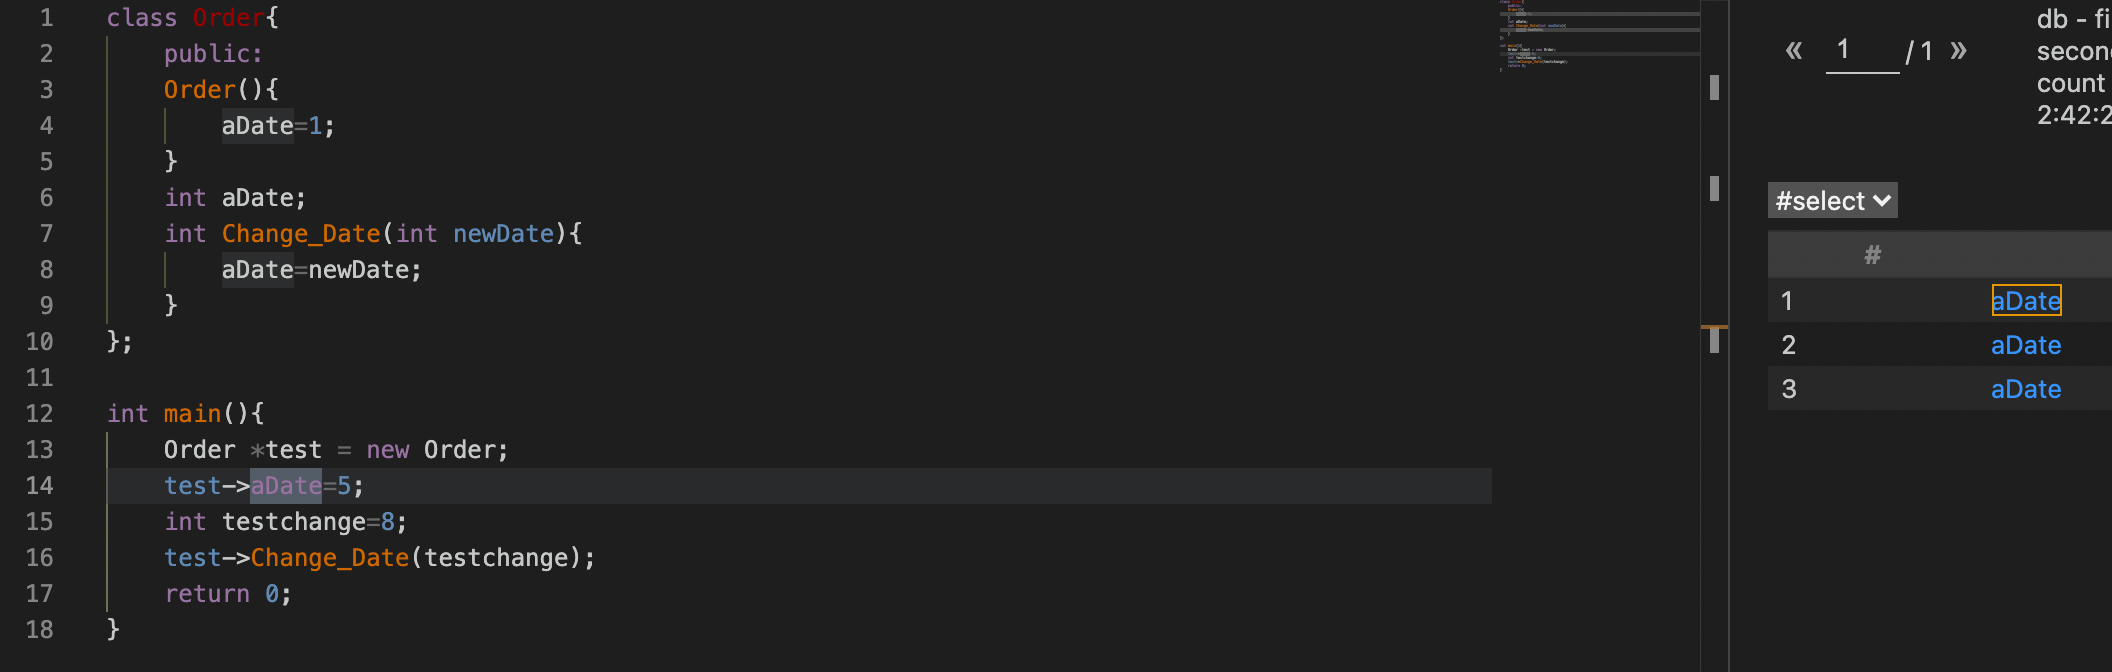 1 class Order{
2 public:
3 Order(){
4 aDate=1;
5 }
6 int aDate;
7 int Change_Date(int newDate){
8 aDate=newDate;
9 }
10 };
11
12 int main(){
13 Order *test = new Order;
14 test->aDate=5;
15 int testchange=8;
16 test->Change_Date(testchange);
17 return 0;
18 }
« 1 / 1 »
db - fi
secon
count
2:42:2
#select
#
1 aDate
2 aDate
3 aDate